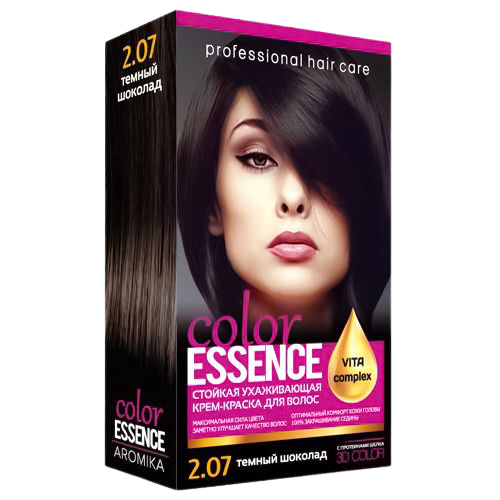 2.07
темный
шоколад
color
ESSENCE
AROMIKA
professional hair care
color
ESSENCE
VITA
complex
СТОЙКАЯ УХАЖИВАЮЩАЯ
КРЕМ-КРАСКА ДЛЯ ВОЛОС
МАКСИМАЛЬНАЯ СИЛА ЦВЕТА
ЗАМЕТНО УЛУЧШАЕТ КАЧЕСТВО ВОЛОС
ОПТИМАЛЬНЫЙ КОМФОРТ КОЖИ ГОЛОВЫ
100% ЗАКРАШИВАНИЕ СЕДИНЫ
2.07 темный шоколад
С ПРОТЕИНАМИ ШЕЛКА
3D COLOR